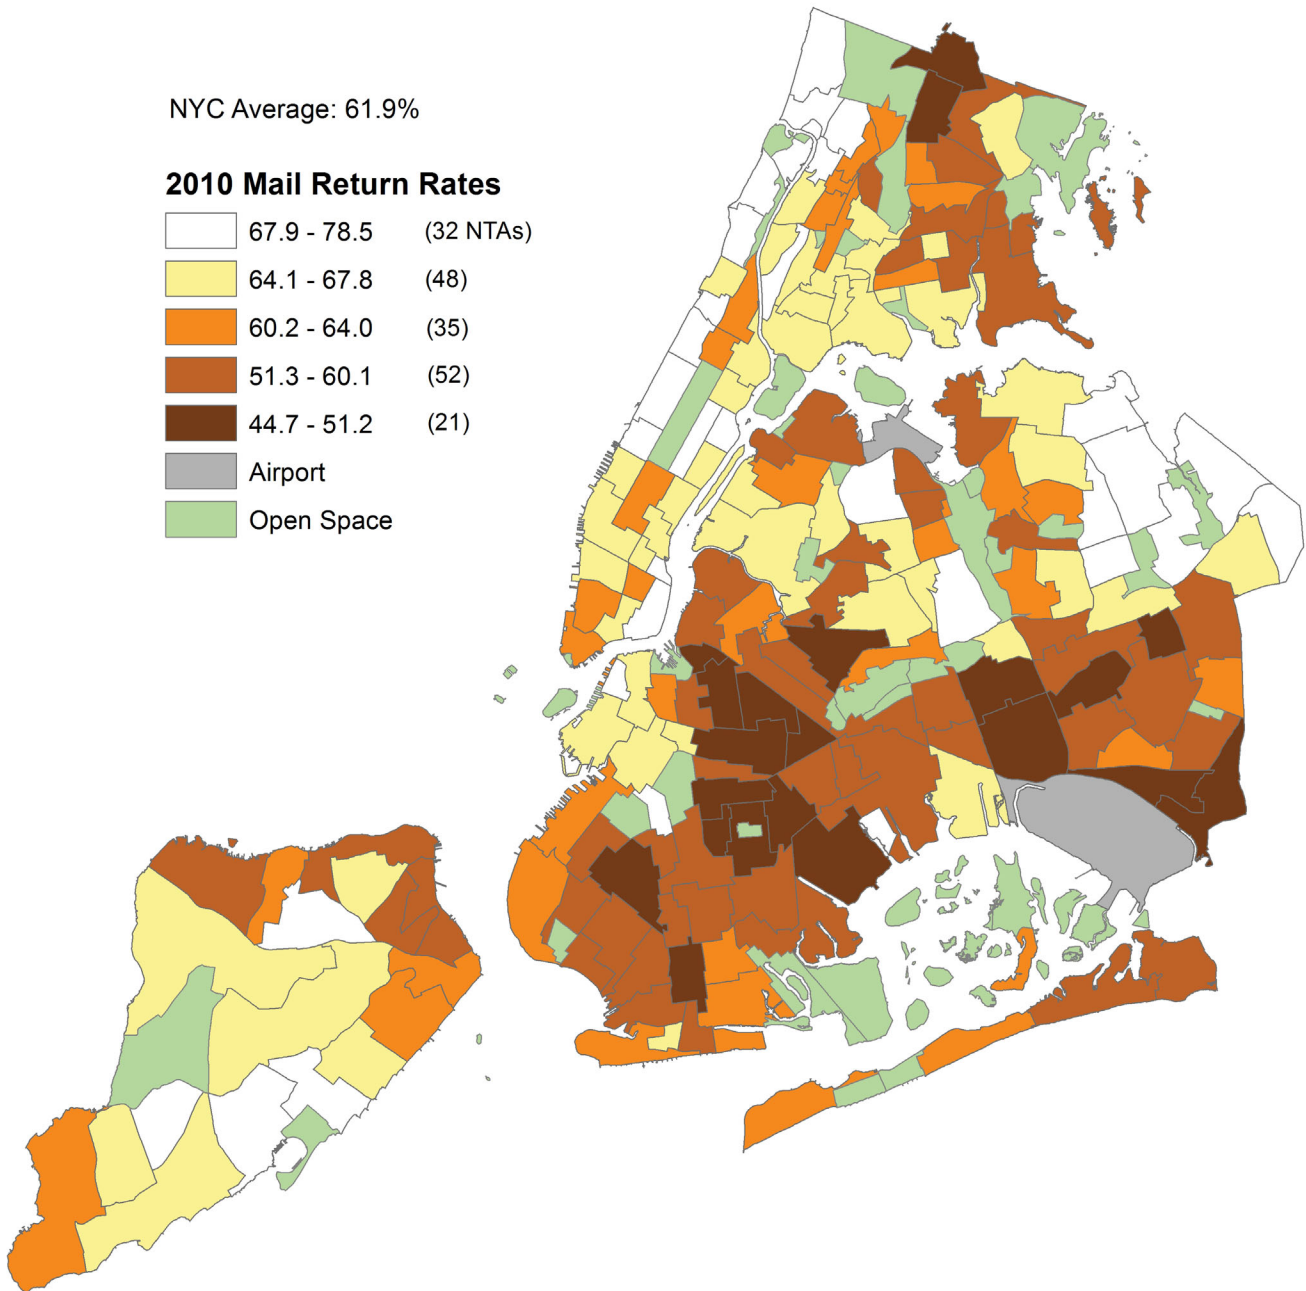 NYC Average: 61.9%
2010 Mail Return Rates
67.9 - 78.5 (32 NTAs)
64.1 - 67.8 (48)
60.2 - 64.0 (35)
51.3 - 60.1 (52)
44.7 - 51.2 (21)
Airport
Open Space